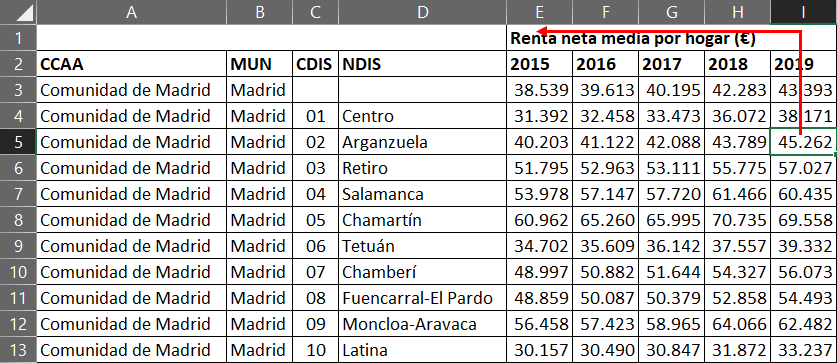 A B C D E F G H I
1 Renta neta media por hogar (€)
2 CCAA MUN CDIS NDIS 2015 2016 2017 2018 2019
3 Comunidad de Madrid Madrid 38.539 39.613 40.195 42.283 43.393
4 Comunidad de Madrid Madrid 01 Centro 31.392 32.458 33.473 36.072 38.171
5 Comunidad de Madrid Madrid 02 Arganzuela 40.203 41.122 42.088 43.789 45.262
6 Comunidad de Madrid Madrid 03 Retiro 51.795 52.963 53.111 55.775 57.027
7 Comunidad de Madrid Madrid 04 Salamanca 53.978 57.147 57.720 61.466 60.435
8 Comunidad de Madrid Madrid 05 Chamartín 60.962 65.260 65.995 70.735 69.558
9 Comunidad de Madrid Madrid 06 Tetuán 34.702 35.609 36.142 37.557 39.332
10 Comunidad de Madrid Madrid 07 Chamberí 48.997 50.882 51.644 54.327 56.073
11 Comunidad de Madrid Madrid 08 Fuencarral-El Pardo 48.859 50.087 50.379 52.858 54.493
12 Comunidad de Madrid Madrid 09 Moncloa-Aravaca 56.458 57.423 58.965 64.066 62.482
13 Comunidad de Madrid Madrid 10 Latina 30.157 30.490 30.847 31.872 33.237